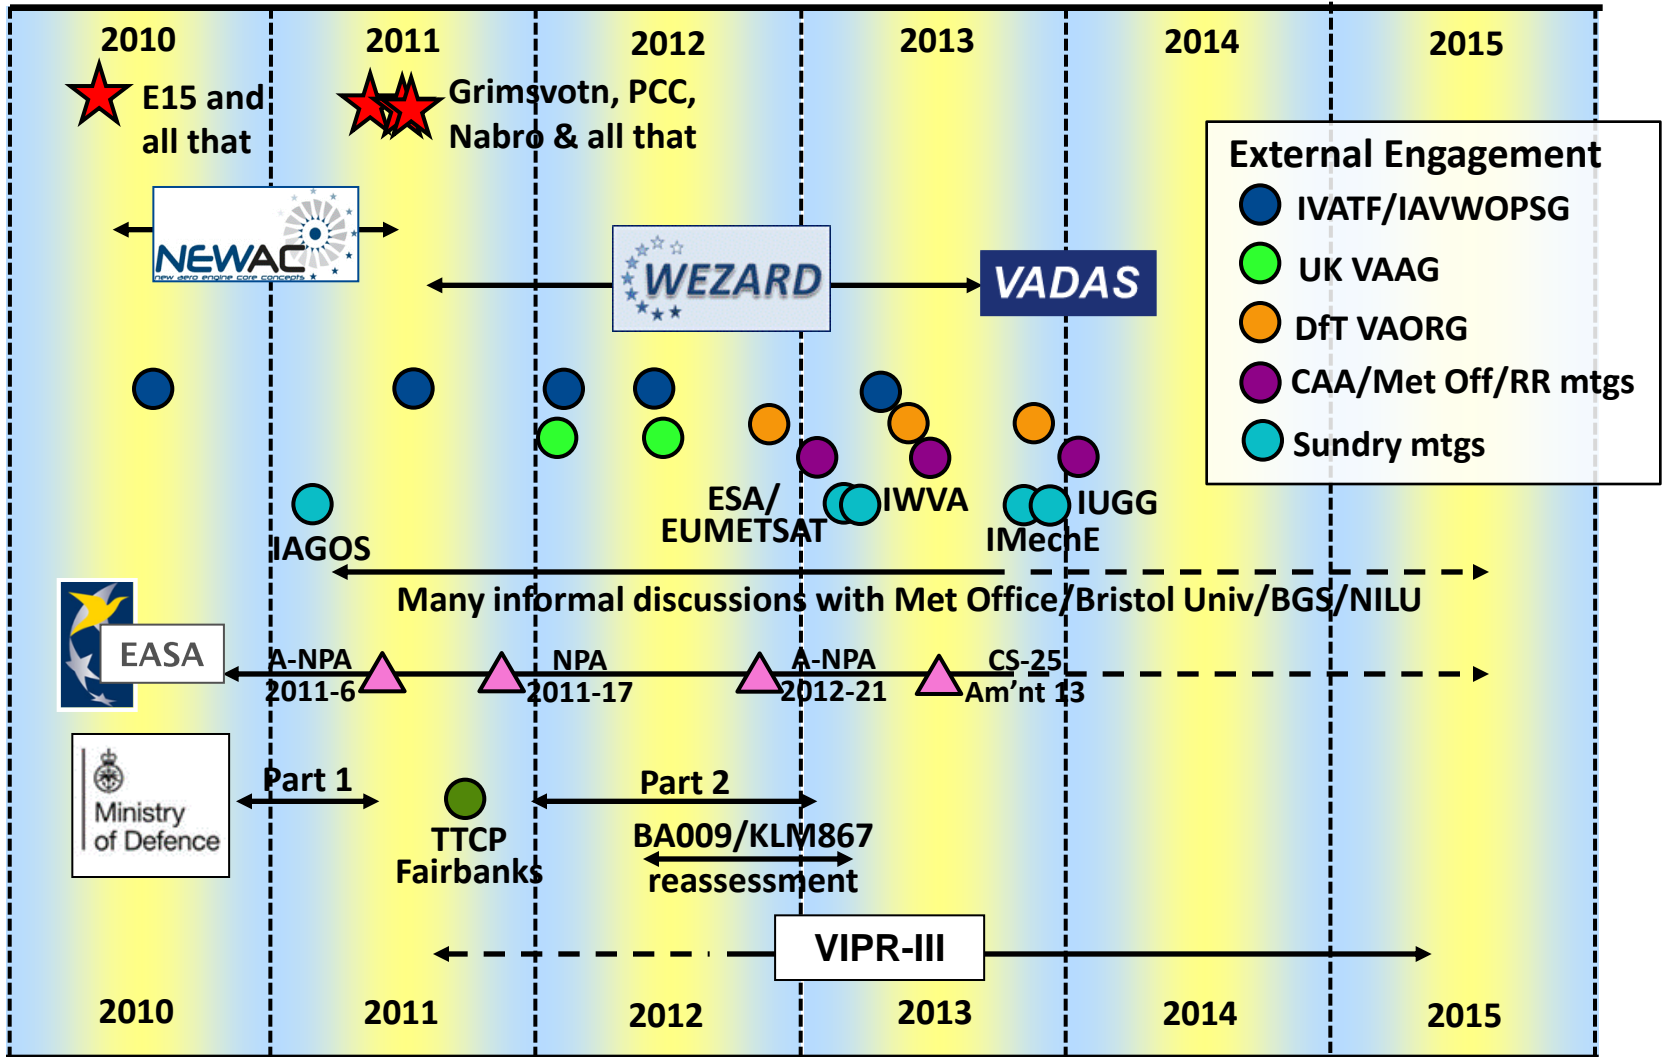 2010
2011
2012
2013
2014
2015
E15 and
all that
Grimsvotn, PCC,
Nabro & all that
External Engagement
IVATF/IAVWOPSG
UK VAAG
DfT VAORG
CAA/Met Off/RR mtgs
Sundry mtgs
NEWAC
new aero engine core concepts
WEZARD
VADAS
ESA/
EUMETSAT
IWVA
IUGG
IMechE
IAGOS
Many informal discussions with Met Office/Bristol Univ/BGS/NILU
EASA
A-NPA
2011-6
NPA
2011-17
A-NPA
2012-21
CS-25
Am’nt 13
Ministry
of Defence
Part 1
TTCP
Fairbanks
Part 2
BA009/KLM867
reassessment
VIPR-III
2010
2011
2012
2013
2014
2015